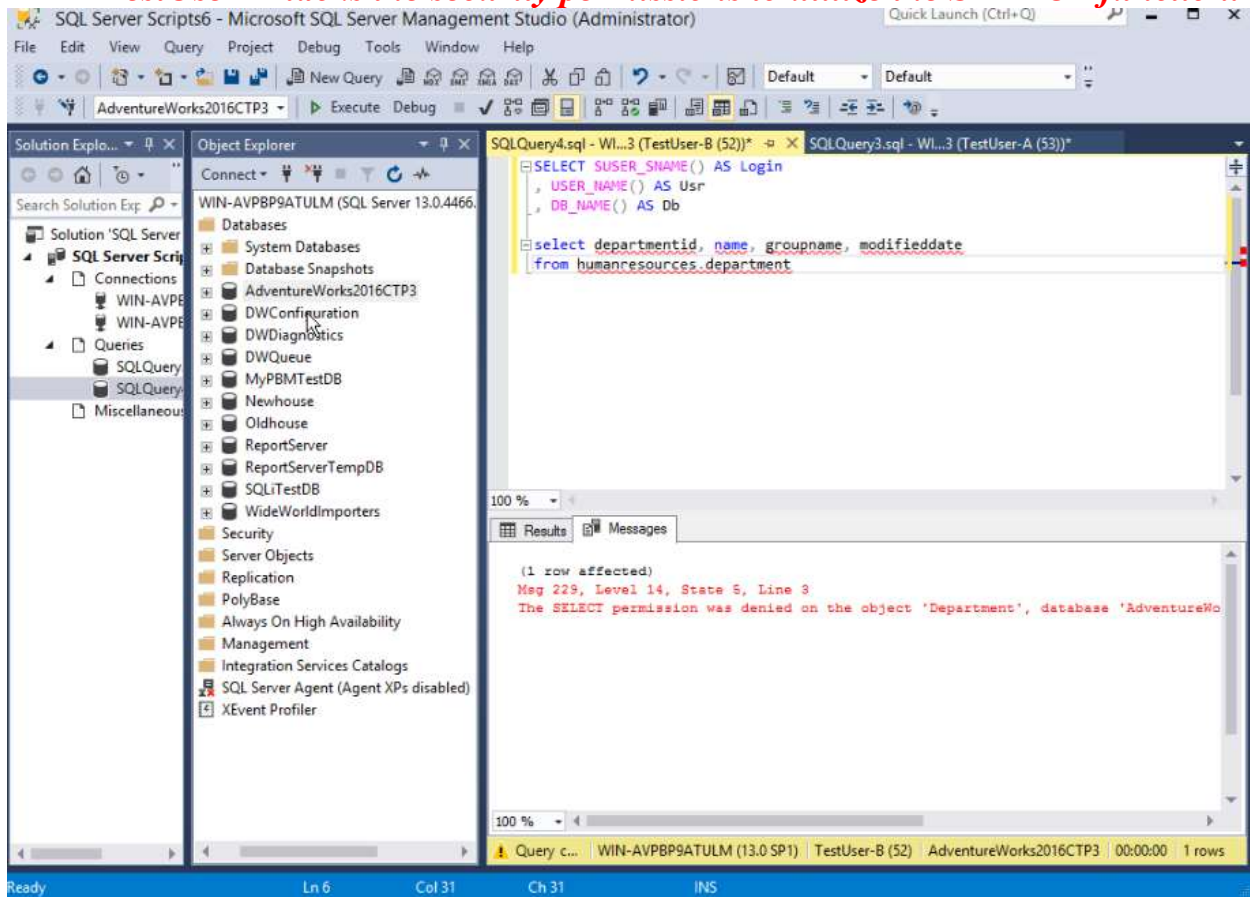 SQL Server Scripts6 - Microsoft SQL Server Management Studio (Administrator)
Quick Launch (Ctrl+Q)
File Edit View Query Project Debug Tools Window Help
New Query Default Default
AdventureWorks2016CTP3 Execute Debug
Solution Explo...
Search Solution Exp
Solution 'SQL Server
SQL Server Scrip
Connections
WIN-AVPB
WIN-AVPB
Queries
SQLQuery
SQLQuery
Miscellaneous
Object Explorer
Connect
WIN-AVPBP9ATULM (SQL Server 13.0.4466.
Databases
System Databases
Database Snapshots
AdventureWorks2016CTP3
DWConfiguration
DWDiagnostics
DWQueue
MyPBMTestDB
Newhouse
Oldhouse
ReportServer
ReportServerTempDB
SQLiTestDB
WideWorldImporters
Security
Server Objects
Replication
PolyBase
Always On High Availability
Management
Integration Services Catalogs
SQL Server Agent (Agent XPs disabled)
XEvent Profiler
SQLQuery4.sql - WI...3 (TestUser-B (52))* SQLQuery3.sql - WI...3 (TestUser-A (53))*
SELECT SUSER_SNAME() AS Login
, USER_NAME() AS Usr
, DB_NAME() AS Db
select departmentid, name, groupname, modifieddate
from humanresources.department
100 %
Results Messages
(1 row affected)
Msg 229, Level 14, State 5, Line 3
The SELECT permission was denied on the object 'Department', database 'AdventureWo
100 %
Query c... WIN-AVPBP9ATULM (13.0 SP1) TestUser-B (52) AdventureWorks2016CTP3 00:00:00 1 rows
Ready Ln 6 Col 31 Ch 31 INS